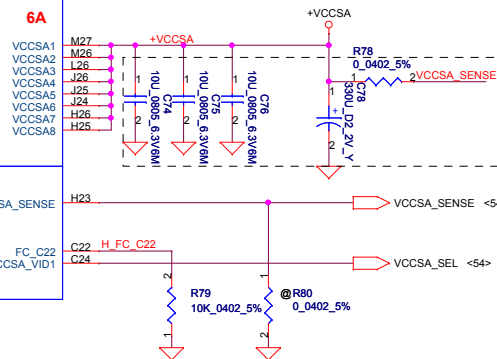 6A
+VCCSA
VCCSA1 M27 +VCCSA
VCCSA2 M26
VCCSA3 L26
VCCSA4 J26
VCCSA5 J25
VCCSA6 J24
VCCSA7 H26
VCCSA8 H25
1 2 C74 10U_0805_6.3V6M
1 2 C75 10U_0805_6.3V6M
1 2 C76 10U_0805_6.3V6M
R78
0_0402_5%
1 2 VCCSA_SENSE
1 + 2 C78 330U_D2_2V_Y
SA_SENSE H23
VCCSA_SENSE <54
FC_C22 C22 H_FC_C22
CCSA_VID1 C24
VCCSA_SEL <54>
2 1 R79
10K_0402_5%
1 2 @R80
0_0402_5%